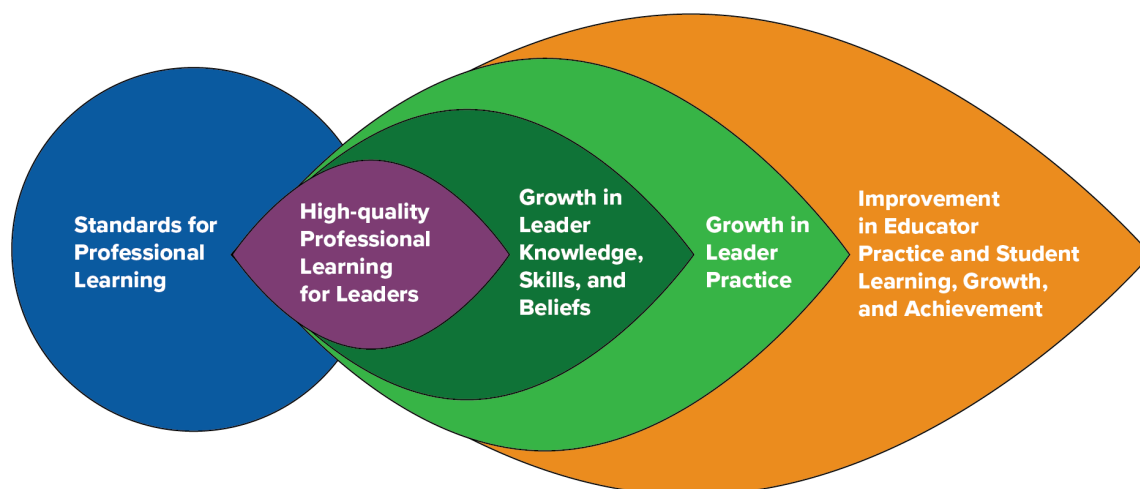 Standards for
Professional
Learning
High-quality
Professional
Learning
for Leaders
Growth in
Leader
Knowledge,
Skills, and
Beliefs
Growth in
Leader
Practice
Improvement
in Educator
Practice and Student
Learning, Growth,
and Achievement